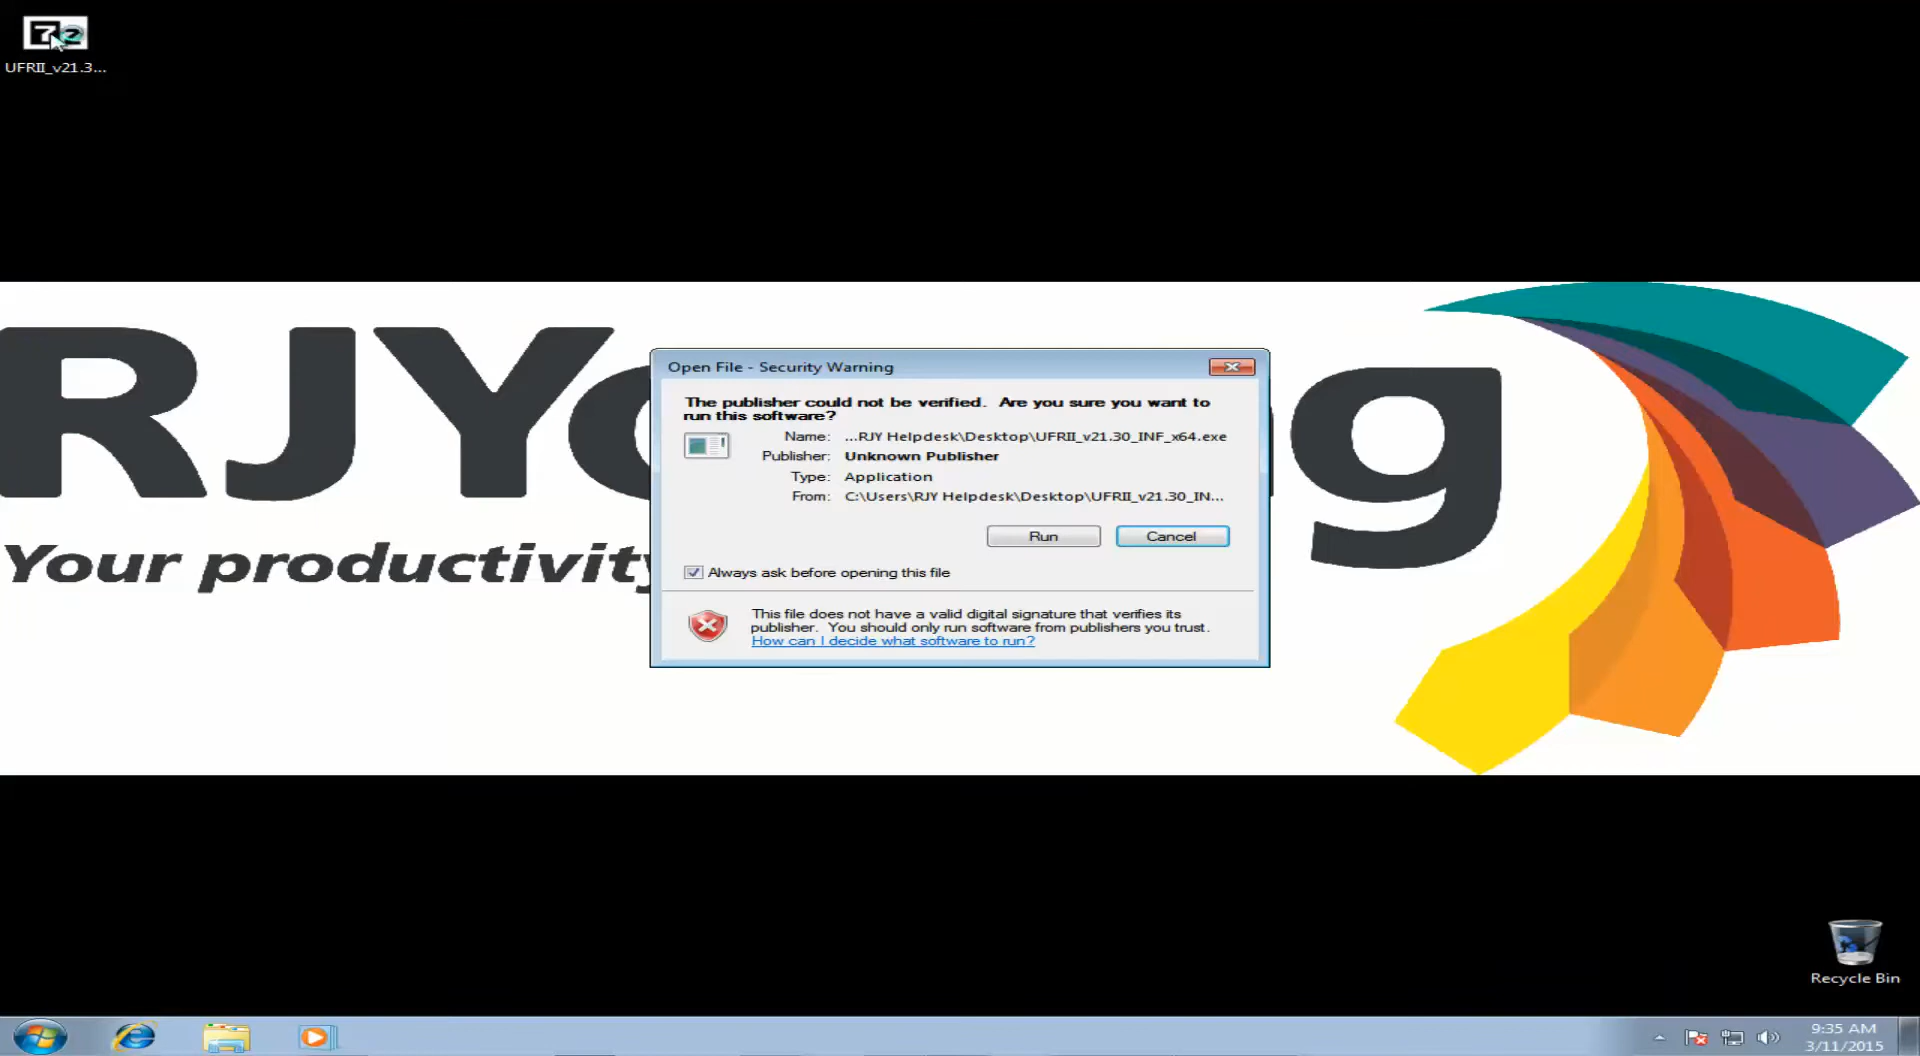 UFRII_v21.3...
RJYo
ng
Your productivity
Open File - Security Warning
The publisher could not be verified.  Are you sure you want to
run this software?
Name: ...RJY Helpdesk\Desktop\UFRII_v21.30_INF_x64.exe
Publisher: Unknown Publisher
Type: Application
From: C:\Users\RJY Helpdesk\Desktop\UFRII_v21.30_IN...
Run
Cancel
Always ask before opening this file
This file does not have a valid digital signature that verifies its
publisher.  You should only run software from publishers you trust.
How can I decide what software to run?
Recycle Bin
9:35 AM
3/11/2015